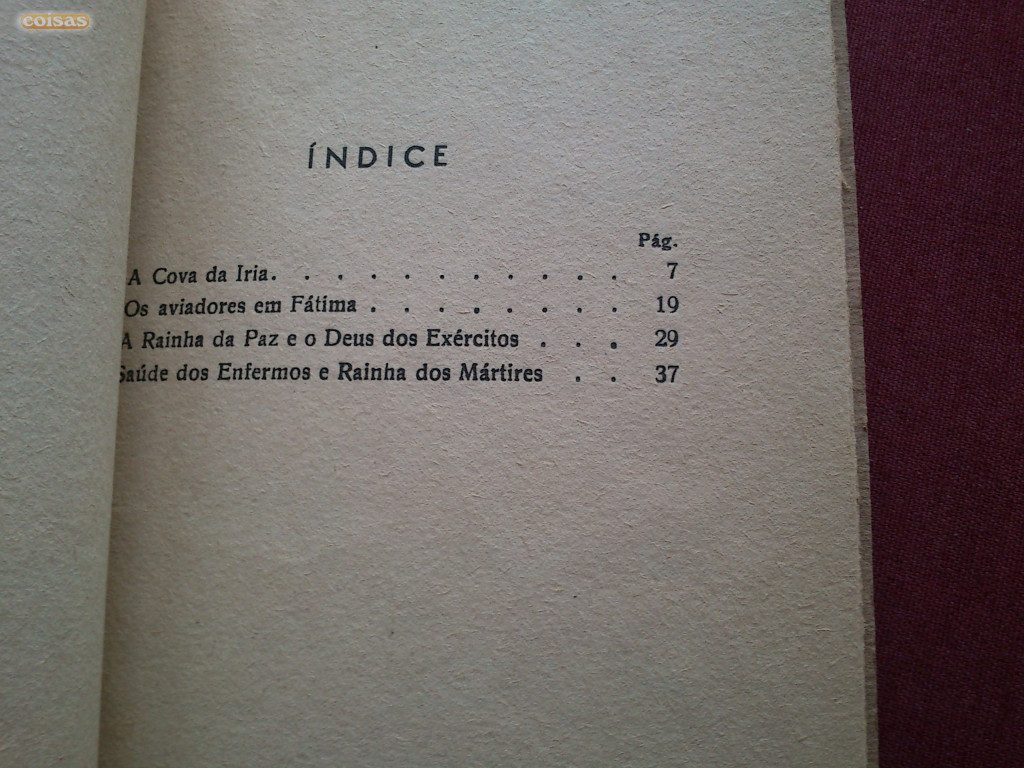 coisas
ÍNDICE
Pág.
A Cova da Iria. . . . . . . . . . . 7
Os aviadores em Fátima . . . . . . . . 19
A Rainha da Paz e o Deus dos Exércitos . . . 29
Saúde dos Enfermos e Rainha dos Mártires . . 37